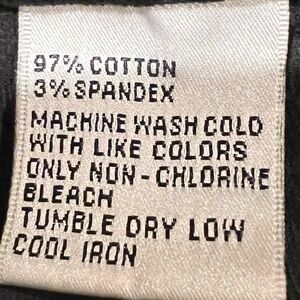 97% COTTON
3% SPANDEX
MACHINE WASH COLD
WITH LIKE COLORS
ONLY NON-CHLORINE
BLEACH
TUMBLE DRY LOW
COOL IRON